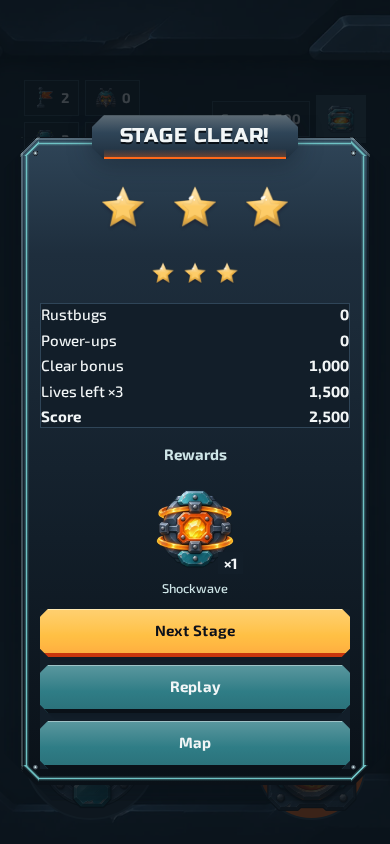 2
0
STAGE CLEAR!
Rustbugs 0
Power-ups 0
Clear bonus 1,000
Lives left ×3 1,500
Score 2,500
Rewards
×1
Shockwave
Next Stage
Replay
Map